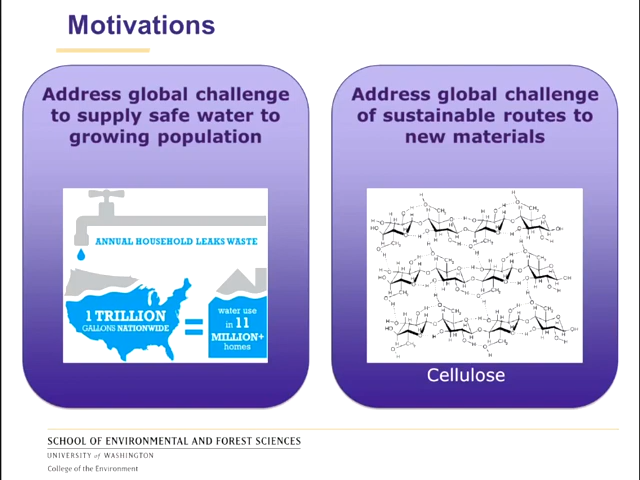 Motivations
Address global challenge
to supply safe water to
growing population
ANNUAL HOUSEHOLD LEAKS WASTE
1 TRILLION
GALLONS NATIONWIDE
=
water use
in 11
MILLION+
homes
Address global challenge
of sustainable routes to
new materials
Cellulose
SCHOOL OF ENVIRONMENTAL AND FOREST SCIENCES
UNIVERSITY of WASHINGTON
College of the Environment